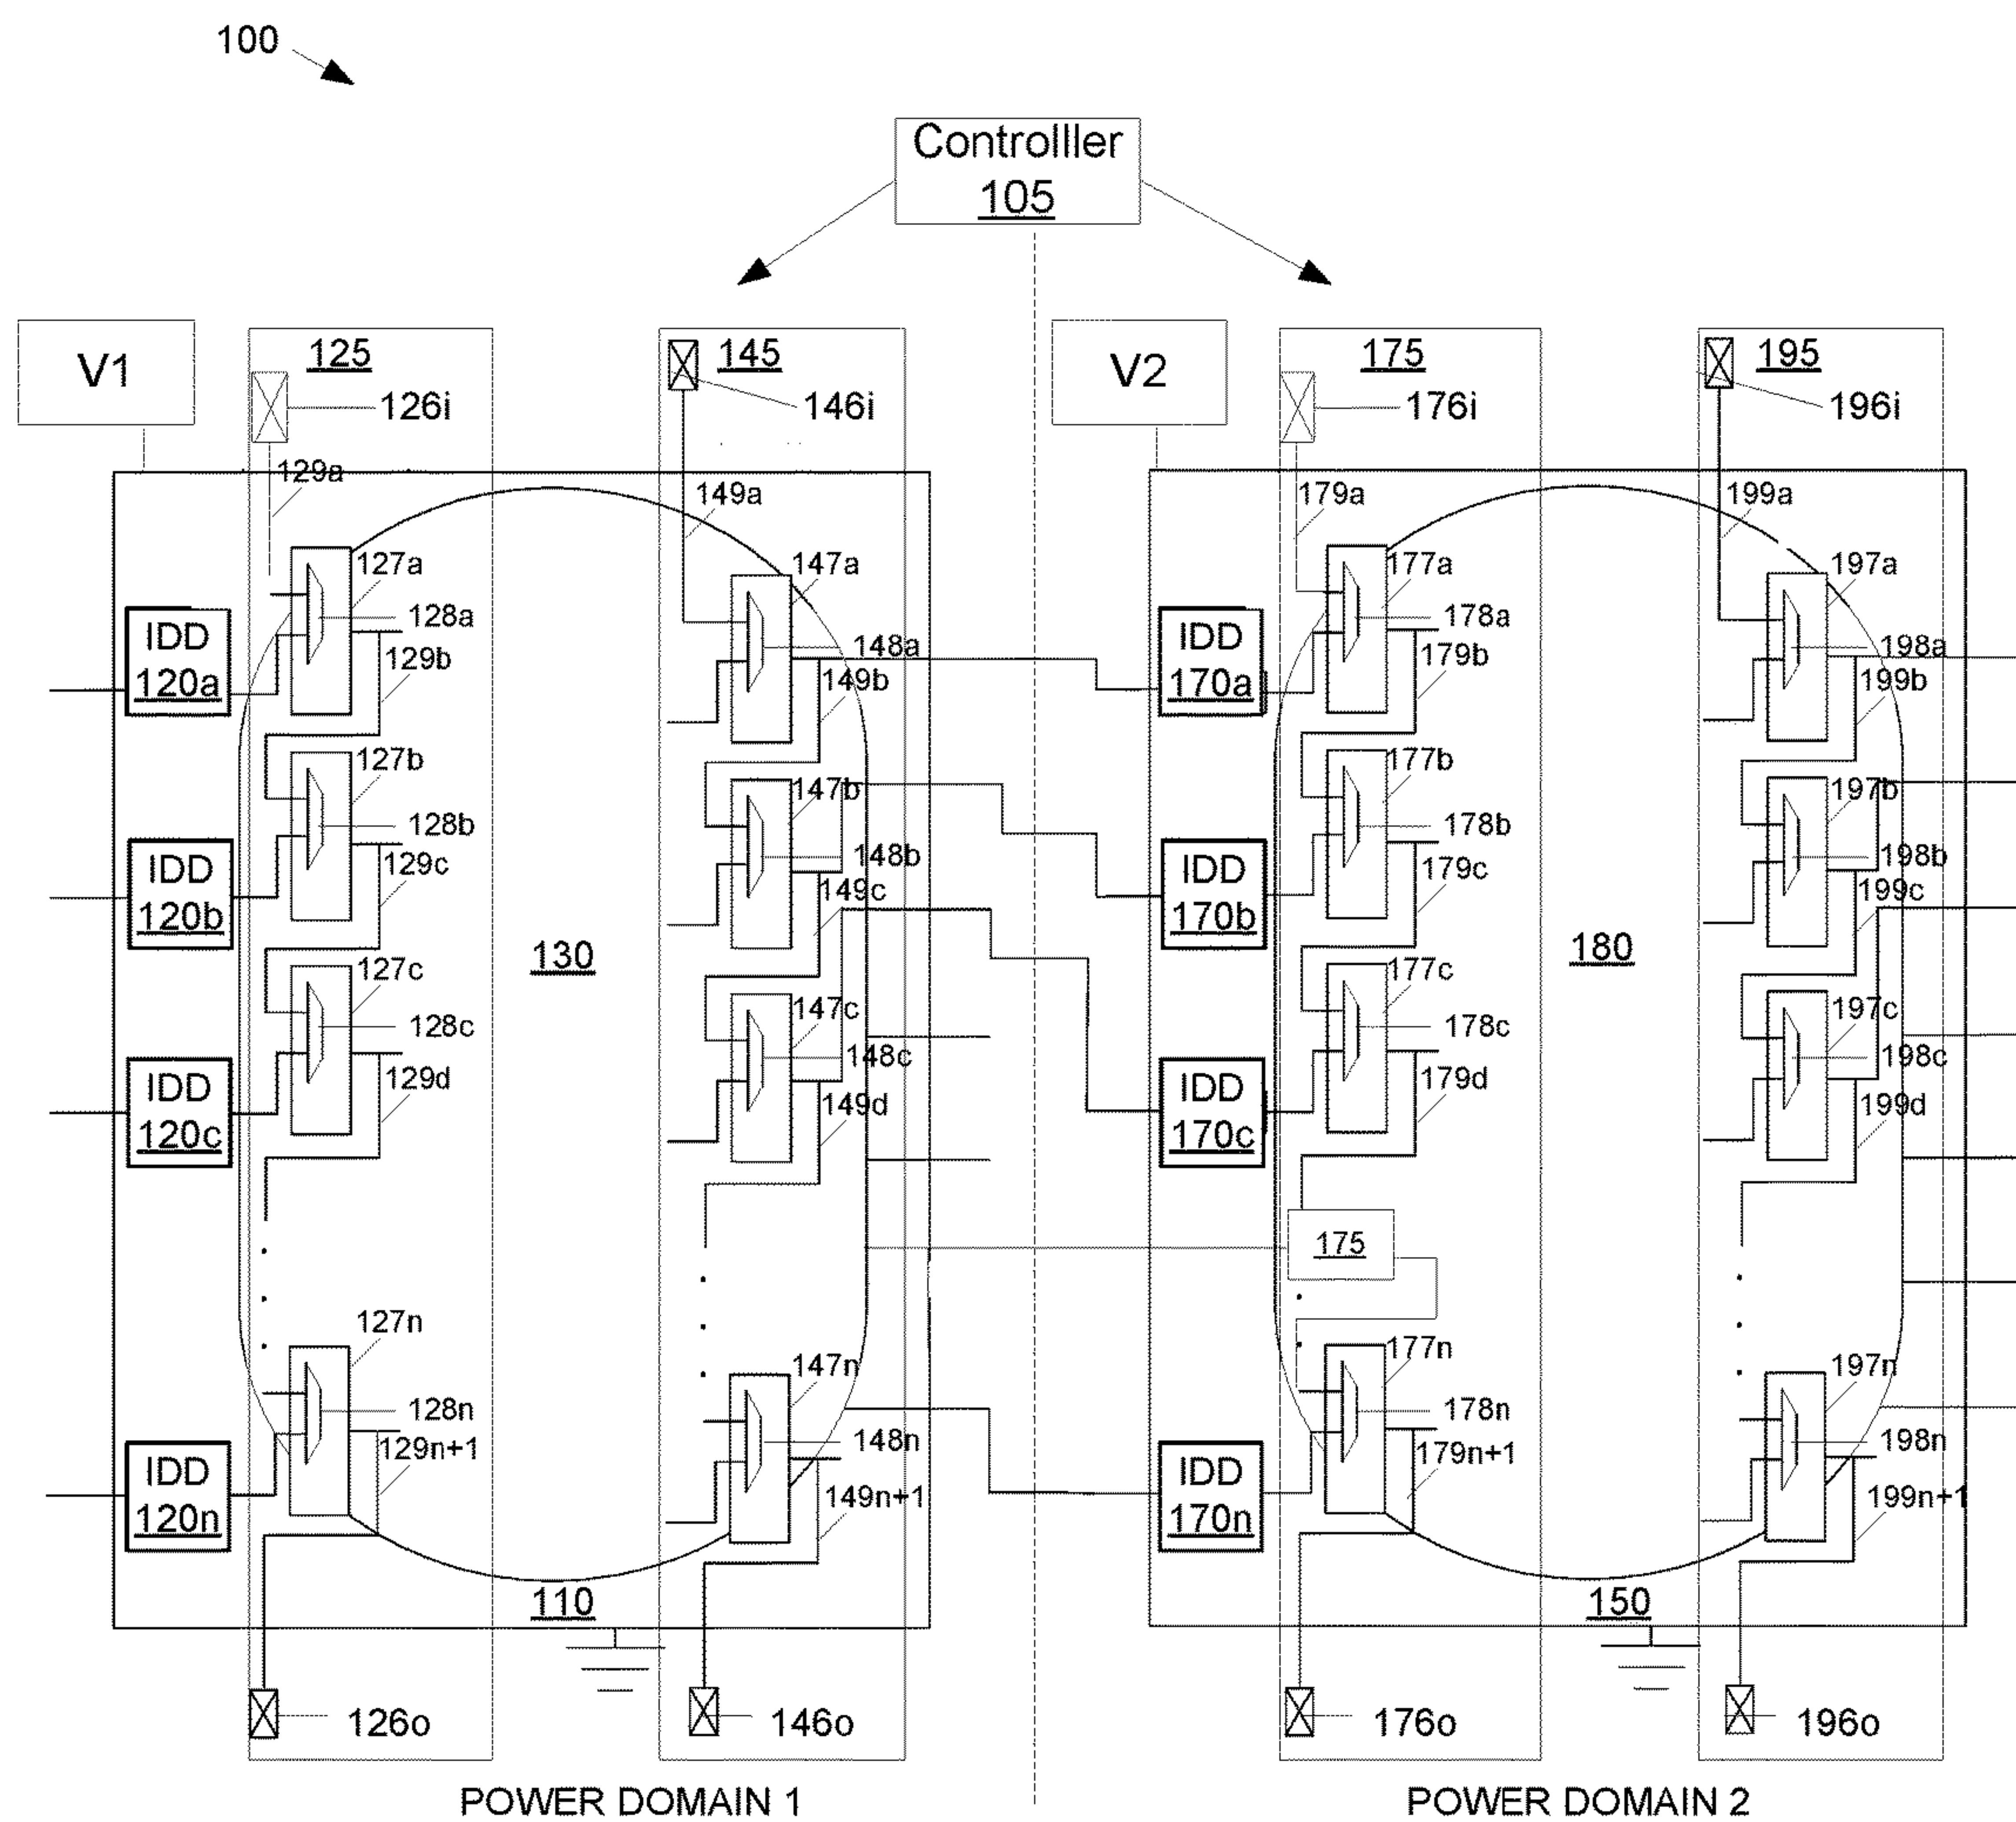 100
Controlller
105
V1
125
145
V2
175
195
126i
146i
176i
196i
129a
149a
179a
199a
127a
147a
177a
197a
128a
148a
178a
198a
IDD
120a
129b
149b
IDD
170a
179b
199b
127b
147b
177b
197b
128b
148b
178b
198b
IDD
120b
129c
149c
IDD
170b
179c
199c
130
180
127c
147c
177c
197c
128c
148c
178c
198c
IDD
120c
129d
149d
IDD
170c
179d
199d
175
127n
147n
177n
197n
128n
148n
178n
198n
IDD
120n
129n+1
149n+1
IDD
170n
179n+1
199n+1
110
150
126o
146o
176o
196o
POWER DOMAIN 1
POWER DOMAIN 2